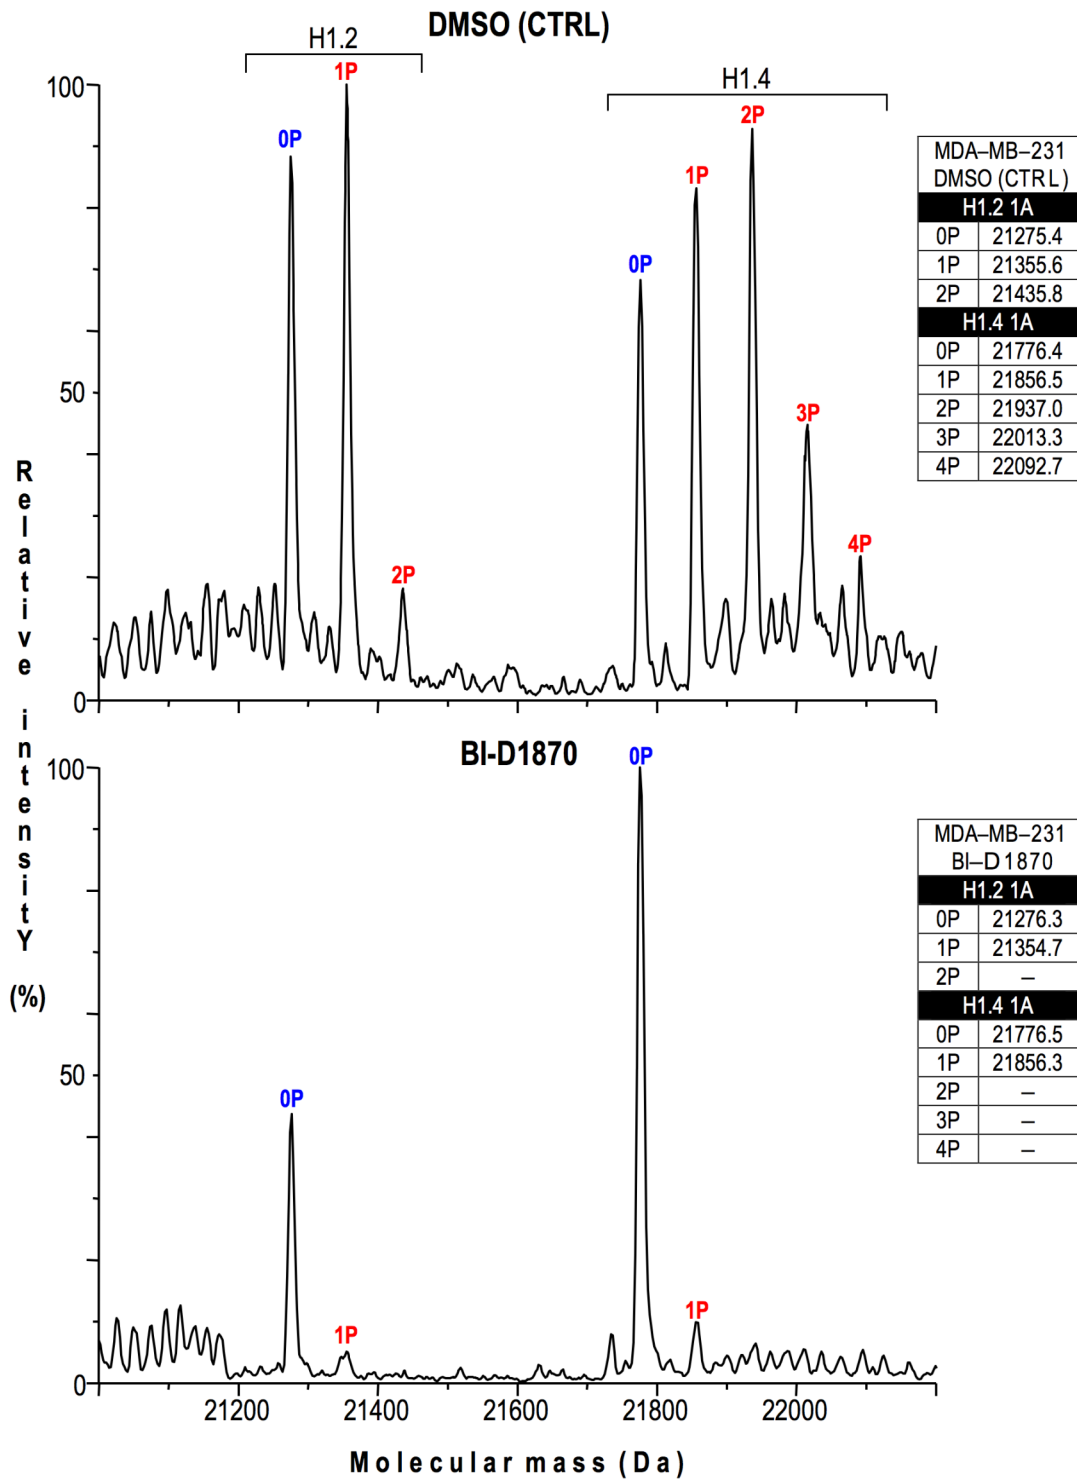 DMSO (CTRL)
H1.2
H1.4
0P
1P
2P
0P
1P
2P
3P
4P
100
50
0
MDA–MB–231
DMSO (CTRL)
H1.2 1A
0P 21275.4
1P 21355.6
2P 21435.8
H1.4 1A
0P 21776.4
1P 21856.5
2P 21937.0
3P 22013.3
4P 22092.7
Relative intensitY (%)
BI-D1870
0P
1P
0P
1P
100
50
0
MDA–MB–231
BI–D1870
H1.2 1A
0P 21276.3
1P 21354.7
2P –
H1.4 1A
0P 21776.5
1P 21856.3
2P –
3P –
4P –
21200 21400 21600 21800 22000
Molecular mass (Da)